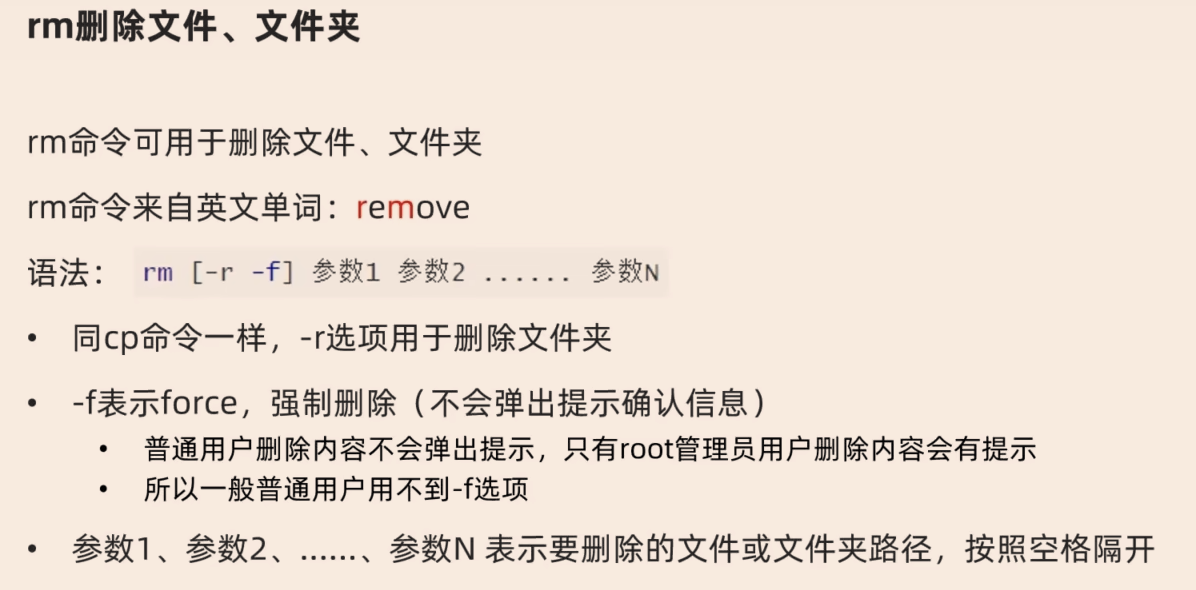 rm删除文件、文件夹
rm命令可用于删除文件、文件夹
rm命令来自英文单词：remove
语法： rm [-r -f] 参数1 参数2 ...... 参数N
• 同cp命令一样，-r选项用于删除文件夹
• -f表示force，强制删除（不会弹出提示确认信息）
• 普通用户删除内容不会弹出提示，只有root管理员用户删除内容会有提示
• 所以一般普通用户用不到-f选项
• 参数1、参数2、......、参数N 表示要删除的文件或文件夹路径，按照空格隔开